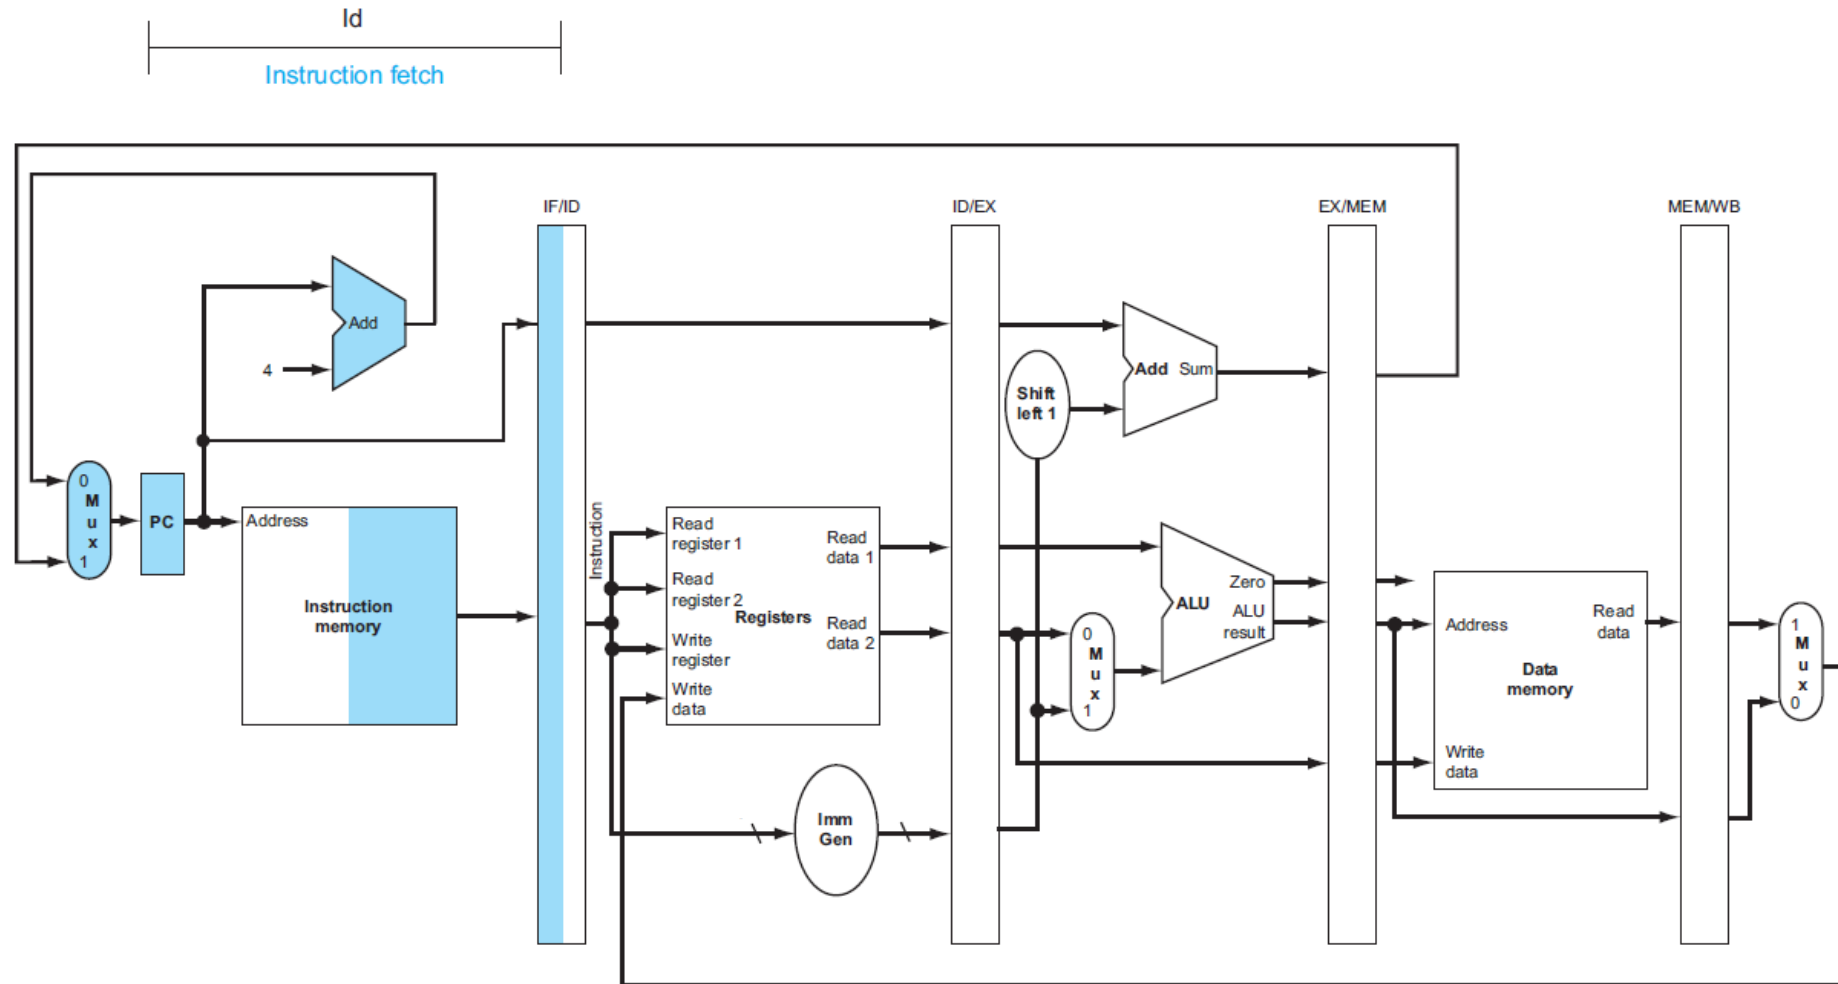 Id
Instruction fetch
IF/ID
ID/EX
EX/MEM
MEM/WB
Add
4
Add Sum
Shift
left 1
0
M
u
x
1
PC
Address
Instruction
memory
Instruction
Read
register 1
Read
register 2
Write
register
Write
data
Registers
Read
data 1
Read
data 2
Imm
Gen
0
M
u
x
1
Zero
ALU
ALU
result
Address
Read
data
Data
memory
Write
data
1
M
u
x
0